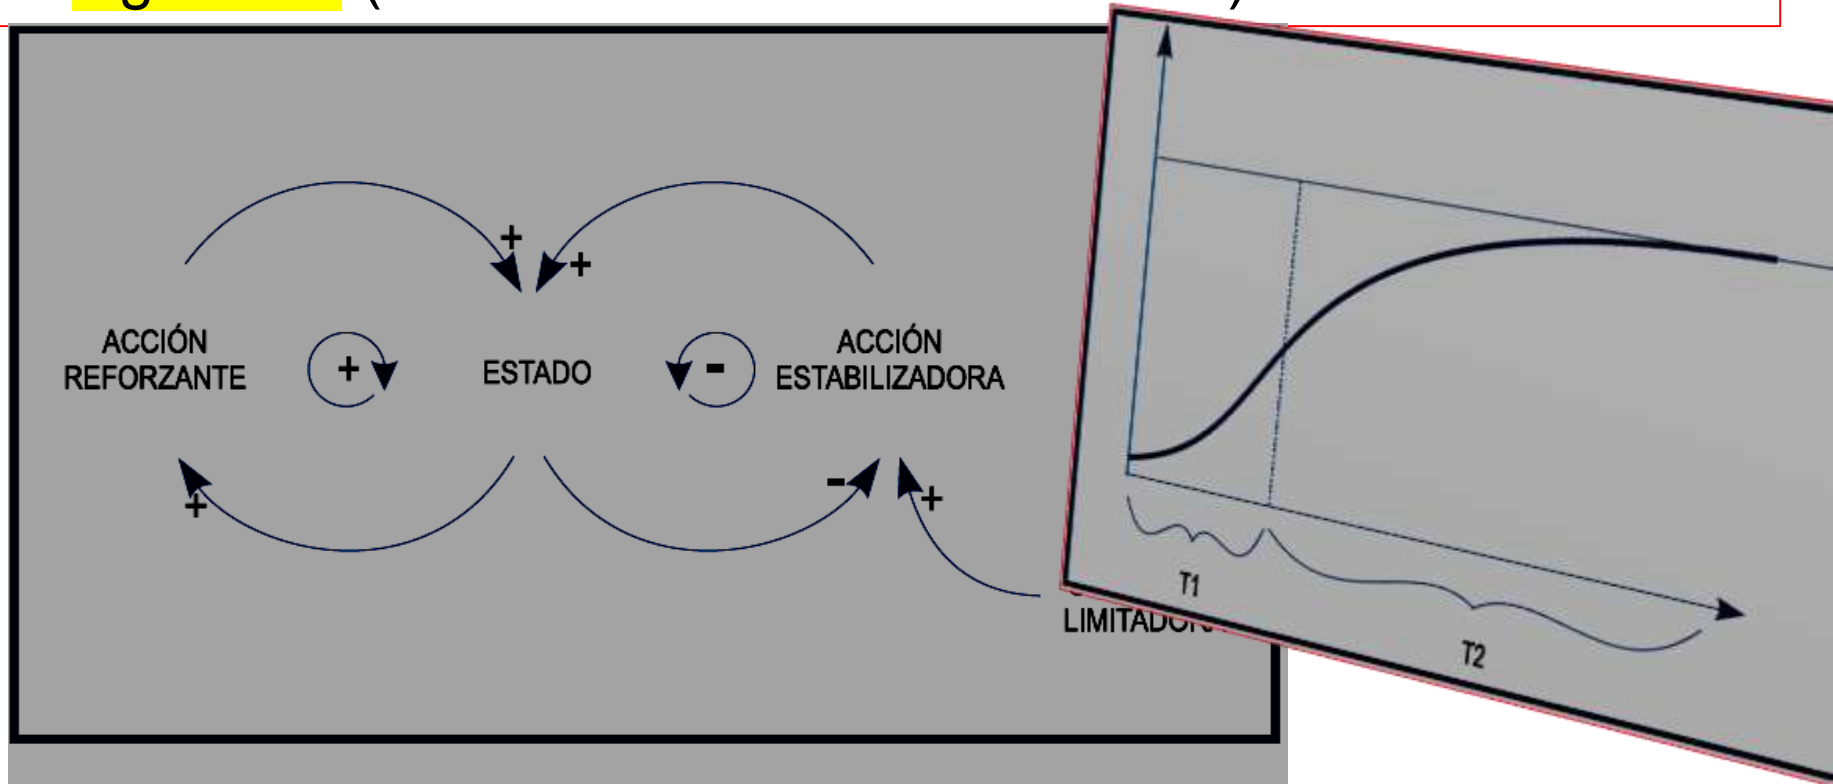 +
+
ACCIÓN
REFORZANTE
+
ESTADO
-
ACCIÓN
ESTABILIZADORA
+
-
+
T1
T2